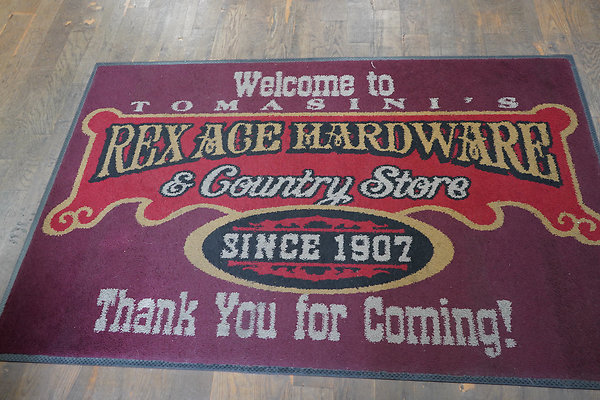 Welcome to
TOMASINI'S
REX ACE HARDWARE
& Country Store
SINCE 1907
Thank You for Coming!